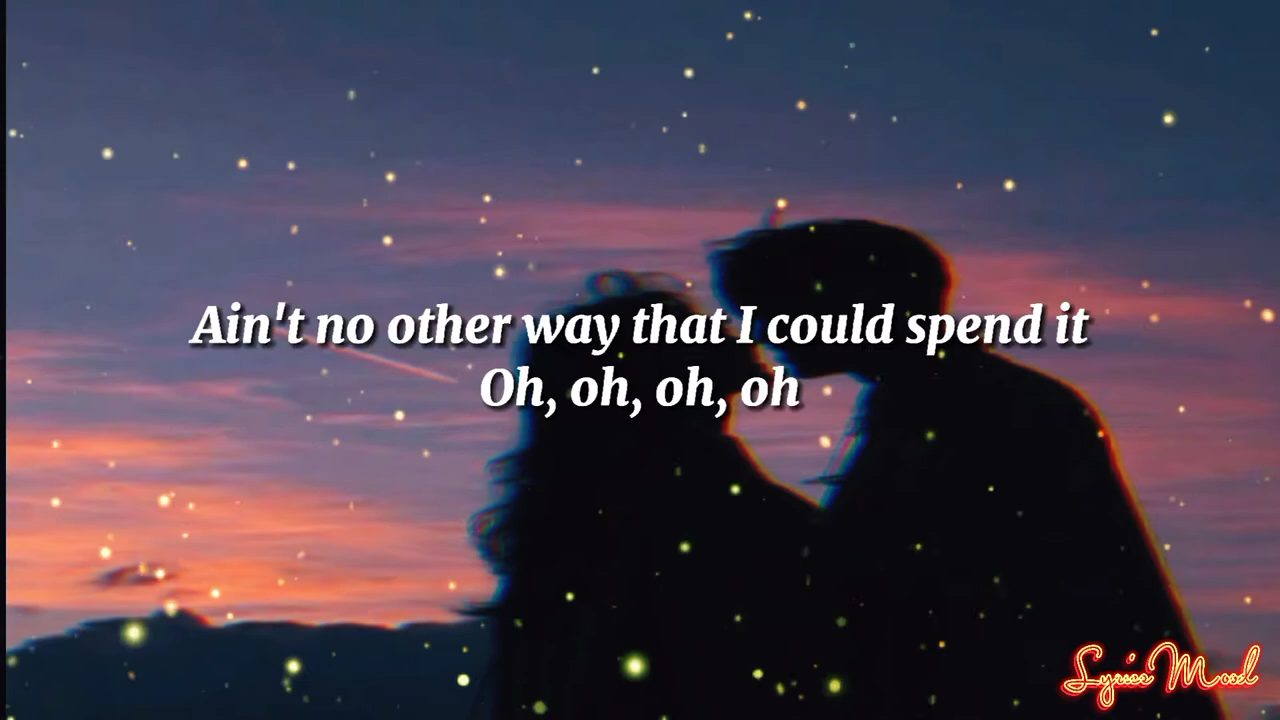 Ain't no other way that I could spend it
Oh, oh, oh, oh
Lyrics Mood